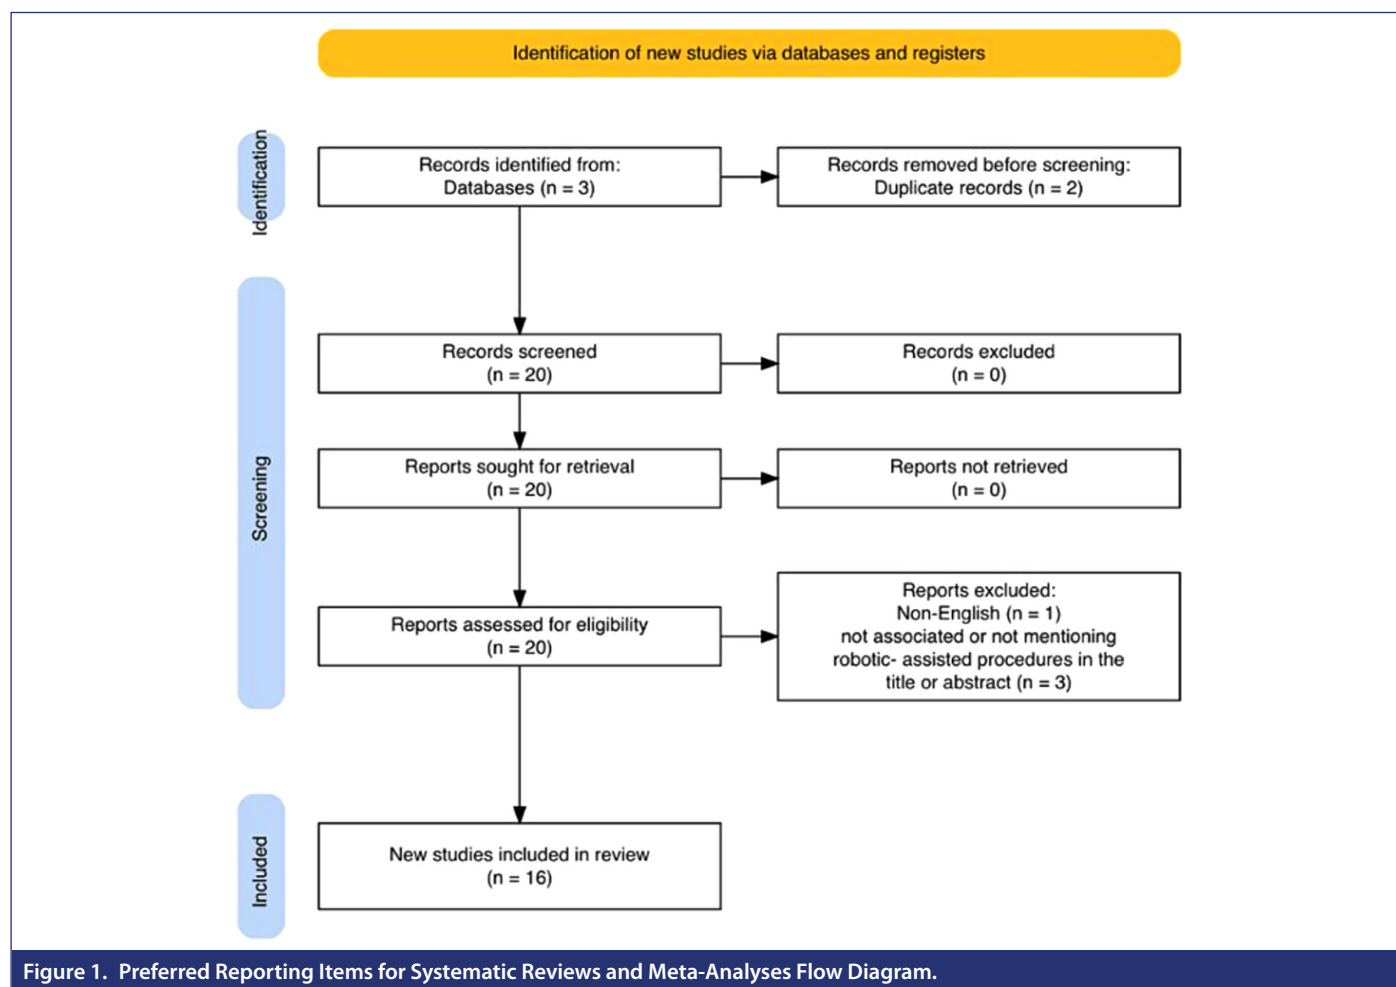 Identification of new studies via databases and registers
Identification
Records identified from:
Databases (n = 3)
Records removed before screening:
Duplicate records (n = 2)
Screening
Records screened
(n = 20)
Records excluded
(n = 0)
Reports sought for retrieval
(n = 20)
Reports not retrieved
(n = 0)
Reports assessed for eligibility
(n = 20)
Reports excluded:
Non-English (n = 1)
not associated or not mentioning
robotic- assisted procedures in the
title or abstract (n = 3)
Included
New studies included in review
(n = 16)
Figure 1. Preferred Reporting Items for Systematic Reviews and Meta-Analyses Flow Diagram.